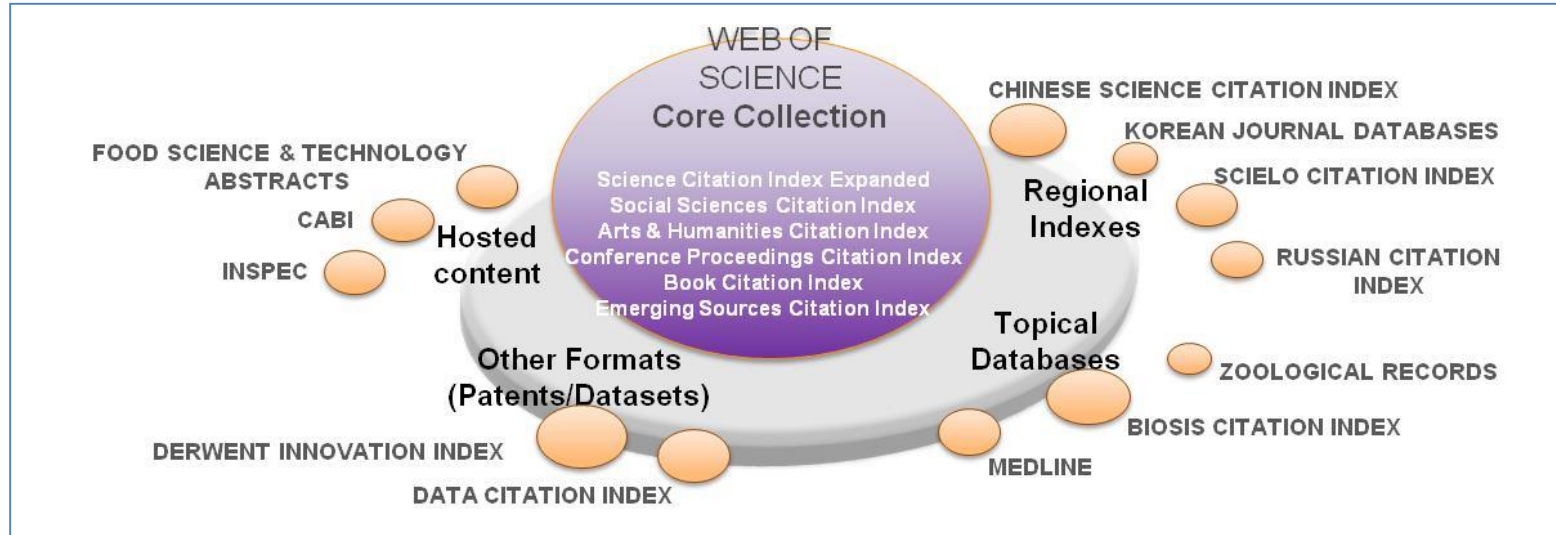 WEB OF
SCIENCE
Core Collection
Science Citation Index Expanded
Social Sciences Citation Index
Arts & Humanities Citation Index
Conference Proceedings Citation Index
Book Citation Index
Emerging Sources Citation Index
FOOD SCIENCE & TECHNOLOGY
ABSTRACTS
CABI
INSPEC
Hosted
content
CHINESE SCIENCE CITATION INDEX
KOREAN JOURNAL DATABASES
SCIELO CITATION INDEX
Regional
Indexes
RUSSIAN CITATION
INDEX
Other Formats
(Patents/Datasets)
DERWENT INNOVATION INDEX
DATA CITATION INDEX
Topical
Databases
ZOOLOGICAL RECORDS
BIOSIS CITATION INDEX
MEDLINE